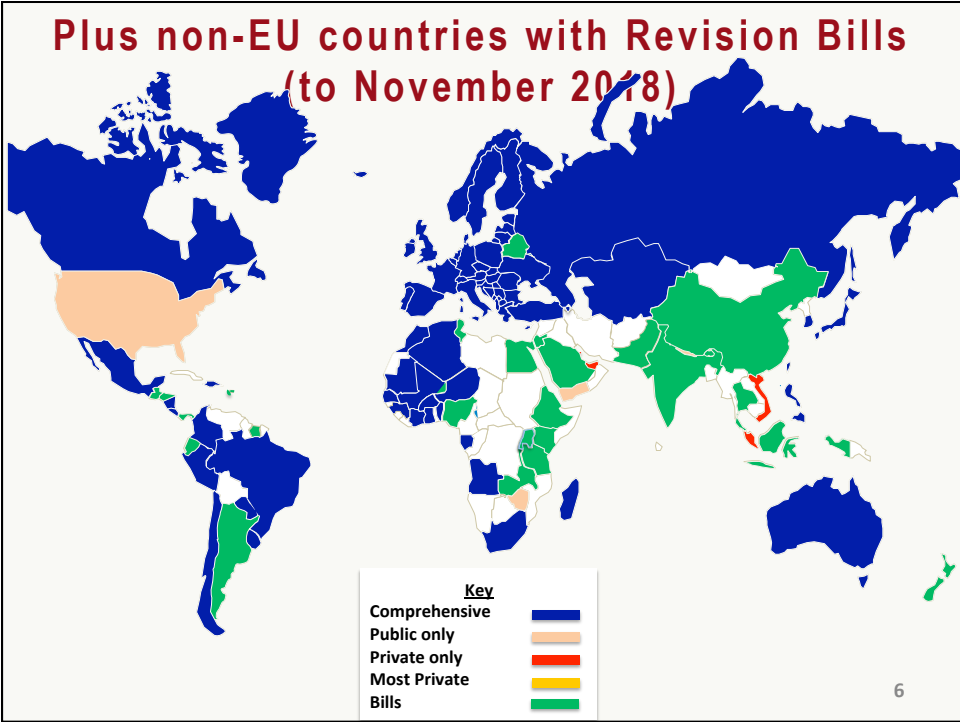 Plus non-EU countries with Revision Bills
(to November 2018)
Key
Comprehensive
Public only
Private only
Most Private
Bills
6